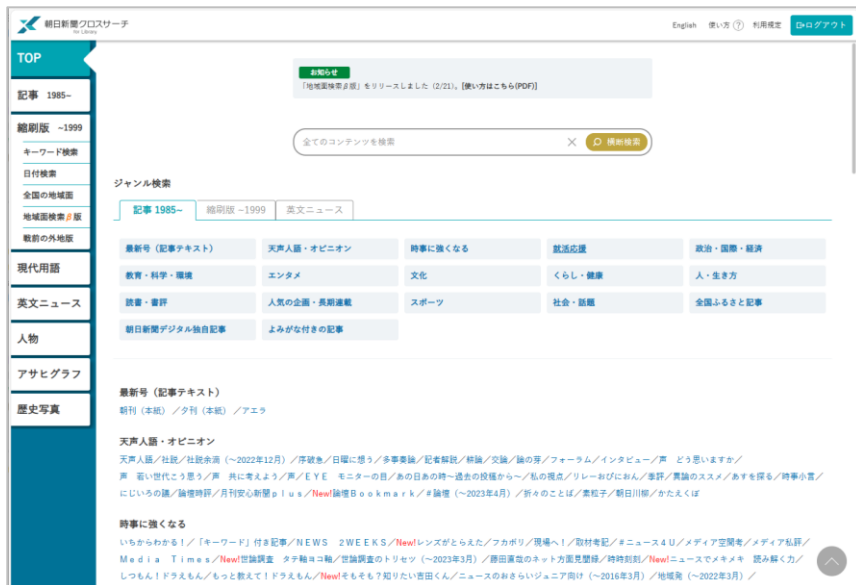 朝日新聞クロスサーチ
for Library
English 使い方 ? 利用規定 ログアウト
TOP
記事 1985~
縮刷版 ~1999
キーワード検索
日付検索
全国の地域面
地域面検索β版
戦前の外地版
現代用語
英文ニュース
人物
アサヒグラフ
歴史写真
お知らせ
「地域面検索β版」をリリースしました (2/21)。[使い方はこちら(PDF)]
全てのコンテンツを検索
横断検索
ジャンル検索
記事 1985~ 縮刷版 ~1999 英文ニュース
最新号（記事テキスト） 天声人語・オピニオン 時事に強くなる 就活応援 政治・国際・経済
教育・科学・環境 エンタメ 文化 くらし・健康 人・生き方
読書・書評 人気の企画・長期連載 スポーツ 社会・話題 全国ふるさと記事
朝日新聞デジタル独自記事 よみがな付きの記事
最新号（記事テキスト）
朝刊（本紙）／夕刊（本紙）／アエラ
天声人語・オピニオン
天声人語／社説／社説余滴（～2022年12月）／序破急／日曜に想う／多事奏論／記者解説／耕論／交論／論の芽／フォーラム／インタビュー／声 どう思いますか／
声 若い世代こう思う／声 共に考えよう／声／ＥＹＥ モニターの目／あの日あの時～過去の投稿から～／私の視点／リレーおぴにおん／季評／異論のススメ／あすを探る／時事小言／
にじいろの議／論壇時評／月刊安心新聞ｐｌｕｓ／New!論壇Ｂｏｏｋｍａｒｋ／＃論壇（～2023年4月）／折々のことば／素粒子／朝日川柳／かたえくぼ
時事に強くなる
いちからわかる！／「キーワード」付き記事／ＮＥＷＳ ２ＷＥＥＫＳ／New!レンズがとらえた／フカボリ／現場へ！／取材考記／＃ニュース４Ｕ／メディア空間考／メディア私評／
Ｍｅｄｉａ Ｔｉｍｅｓ／New!世論調査 タテ軸ヨコ軸／世論調査のトリセツ（～2023年3月）／藤田直哉のネット方面見聞録／時時刻刻／New!ニュースでメキメキ 読み解く力／
しつもん！ドラえもん／もっと教えて！ドラえもん／New!そもそも？知りたい吉田くん／ニュースのおさらいジュニア向け（～2016年3月）／地域発（～2022年3月）／